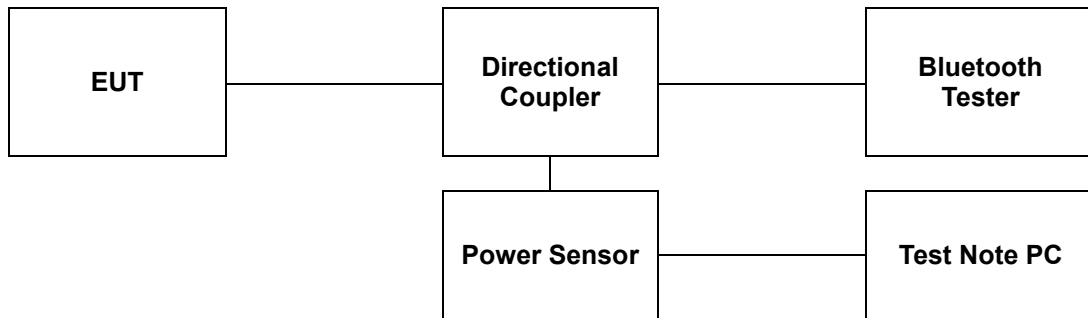 EUT
Directional
Coupler
Bluetooth
Tester
Power Sensor
Test Note PC